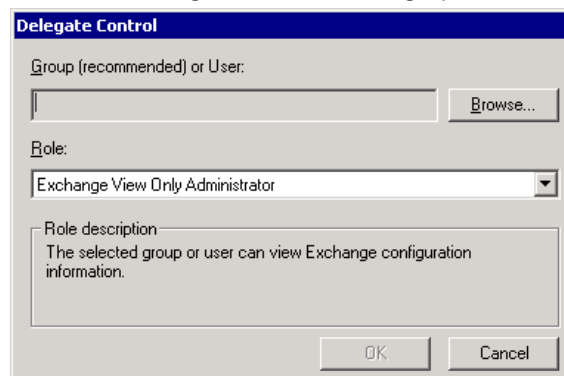 Delegate Control
Group (recommended) or User:
Browse...
Role:
Exchange View Only Administrator
Role description
The selected group or user can view Exchange configuration
information.
OK
Cancel